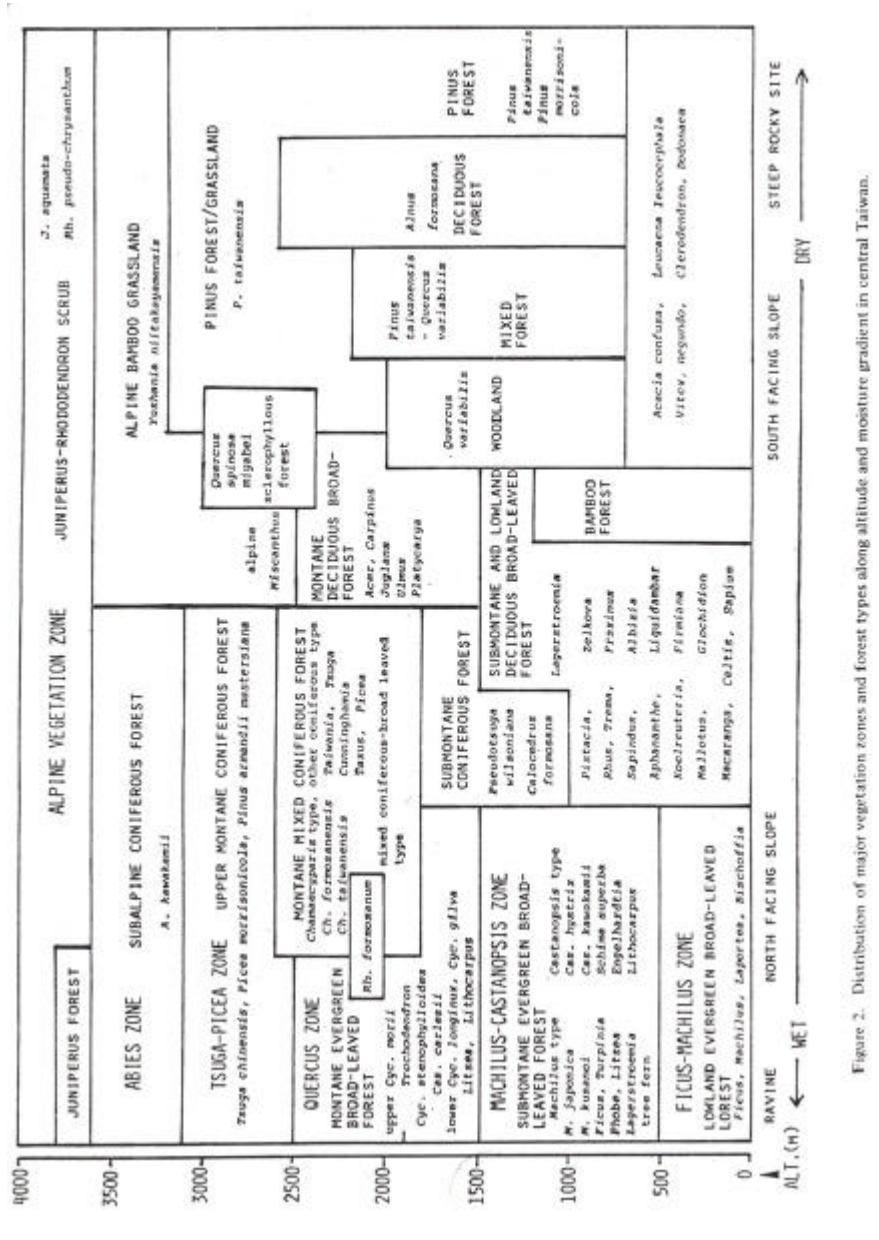 4000
3500
3000
2500
2000
1500
1000
500
0
ALT.(M)
JUNIPERUS FOREST
ALPINE VEGETATION ZONE
JUNIPERUS-RHODODENDRON SCRUB
J. squamata
Rh. pseudo-chrysanthum
ABIES ZONE
SUBALPINE CONIFEROUS FOREST
A. kawakamii
ALPINE BAMBOO GRASSLAND
Yushania niitakayamensis
TSUGA-PICEA ZONE
UPPER MONTANE CONIFEROUS FOREST
Tsuga chinensis, Picea morrisonicola, Pinus armandii mastersiana
alpine
Miscanthus
Quercus
spinosa
miyabei
sclerophyllous
forest
PINUS FOREST/GRASSLAND
P. taiwanensis
QUERCUS ZONE
MONTANE EVERGREEN
BROAD-LEAVED
FOREST
upper Cyc. morii
Trochodendron
Cyc. stenophylloides
Cas. carlesii
lower Cyc. longinux, Cyc. gilva
Litsea, Lithocarpus
Rh. formosanum
MONTANE MIXED CONIFEROUS FOREST
Chamaecyparis type, other coniferous type
Ch. formosanensis Taiwania, Tsuga
Ch. taiwanensis Cunninghamia
Taxus, Picea
mixed coniferous-broad leaved
type
MONTANE
DECIDUOUS BROAD-
FOREST
Acer, Carpinus
Juglans
Ulmus
Platycarya
Quercus
variabilis
WOODLAND
Pinus
taiwanensis
- Quercus
variabilis
MIXED
FOREST
Alnus
formosana
DECIDUOUS
FOREST
PINUS
FOREST
Pinus
taiwanensis
Pinus
morrisoni-
cola
SUBMONTANE
CONIFEROUS FOREST
Pseudotsuga
wilsoniana
Calocedrus
formosana
MACHILUS-CASTANOPSIS ZONE
SUBMONTANE EVERGREEN BROAD-
LEAVED FOREST
Machilus type Castanopsis type
M. japonica Cas. hystrix
M. kusanoi Cas. kawakamii
Ficus, Turpinia Schima superba
Phobe, Litsea Engelhardtia
Lagerstroemia Lithocarpus
tree fern
SUBMONTANE AND LOWLAND
DECIDUOUS BROAD-LEAVED
FOREST
Lagerstroemia
Pistacia, Zelkova
Rhus, Trema, Fraxinus
Sapindus, Albizia
Aphananthe, Liquidambar
Koelruteria, Firmiana
Mallotus, Glochidion
Macaranga, Celtis, Sapium
BAMBOO
FOREST
Acacia confusa, Leucaena leucocephala
Vitex, negundo, Clerodendron, Dodonaea
FICUS-MACHILUS ZONE
LOWLAND EVERGREEN BROAD-LEAVED
LOREST
Ficus, Machilus, Laportea, Bischoffia
RAVINE
NORTH FACING SLOPE
SOUTH FACING SLOPE
STEEP ROCKY SITE
WET
DRY
Figure 2. Distribution of major vegetation zones and forest types along altitude and moisture gradient in central Taiwan.